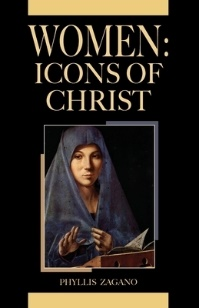 WOMEN:
ICONS OF
CHRIST
PHYLLIS ZAGANO